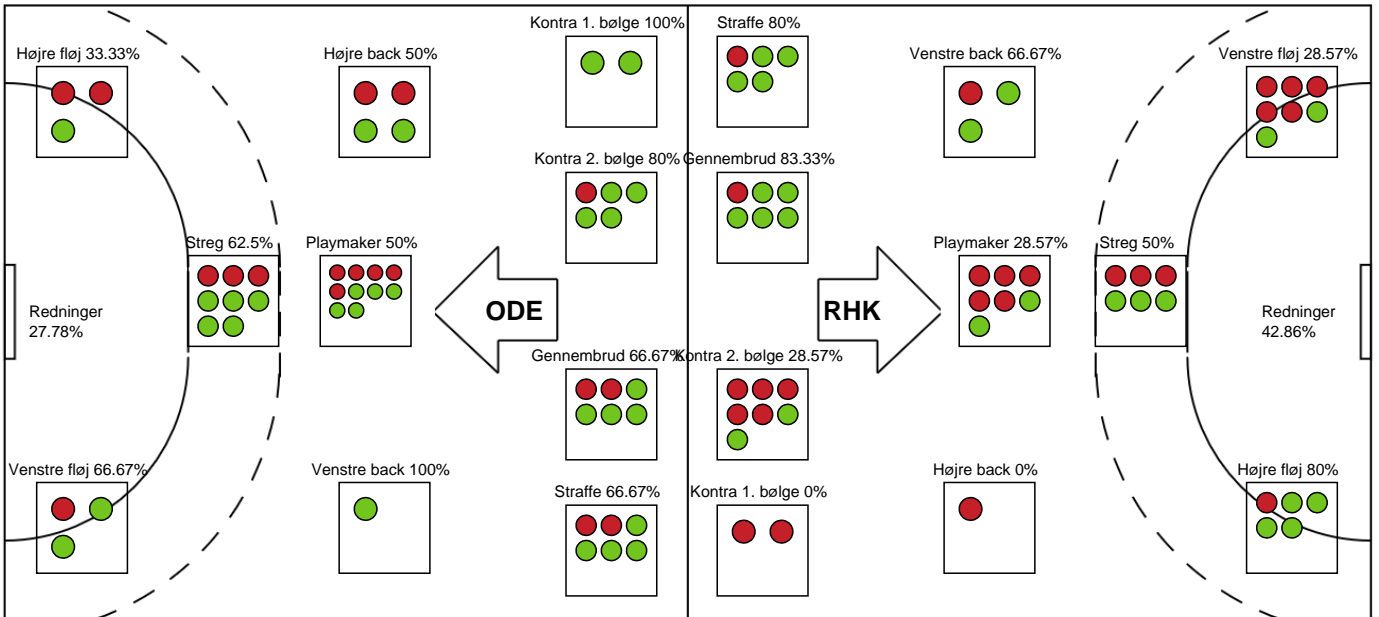 Kontra 1. bølge 100%
Straffe 80%
Højre fløj 33.33%
Højre back 50%
Venstre back 66.67%
Venstre fløj 28.57%
Kontra 2. bølge 80%
Gennembrud 83.33%
Streg 62.5%
Playmaker 50%
Playmaker 28.57%
Streg 50%
ODE
RHK
Redninger
27.78%
Redninger
42.86%
Gennembrud 66.67%
Kontra 2. bølge 28.57%
Venstre fløj 66.67%
Venstre back 100%
Højre back 0%
Højre fløj 80%
Straffe 66.67%
Kontra 1. bølge 0%